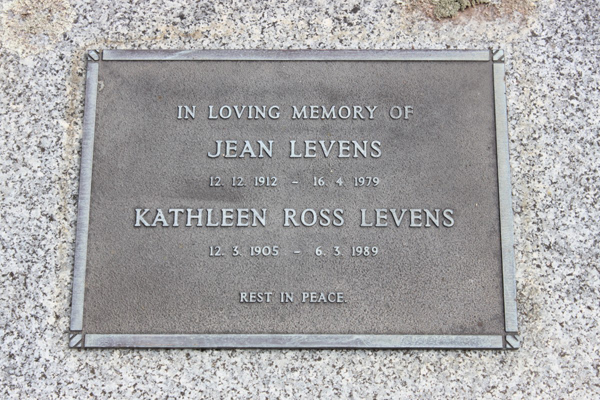 IN LOVING MEMORY OF
JEAN LEVENS
12. 12. 1912 – 16. 4. 1979
KATHLEEN ROSS LEVENS
12. 3. 1905 – 6. 3. 1989
REST IN PEACE.